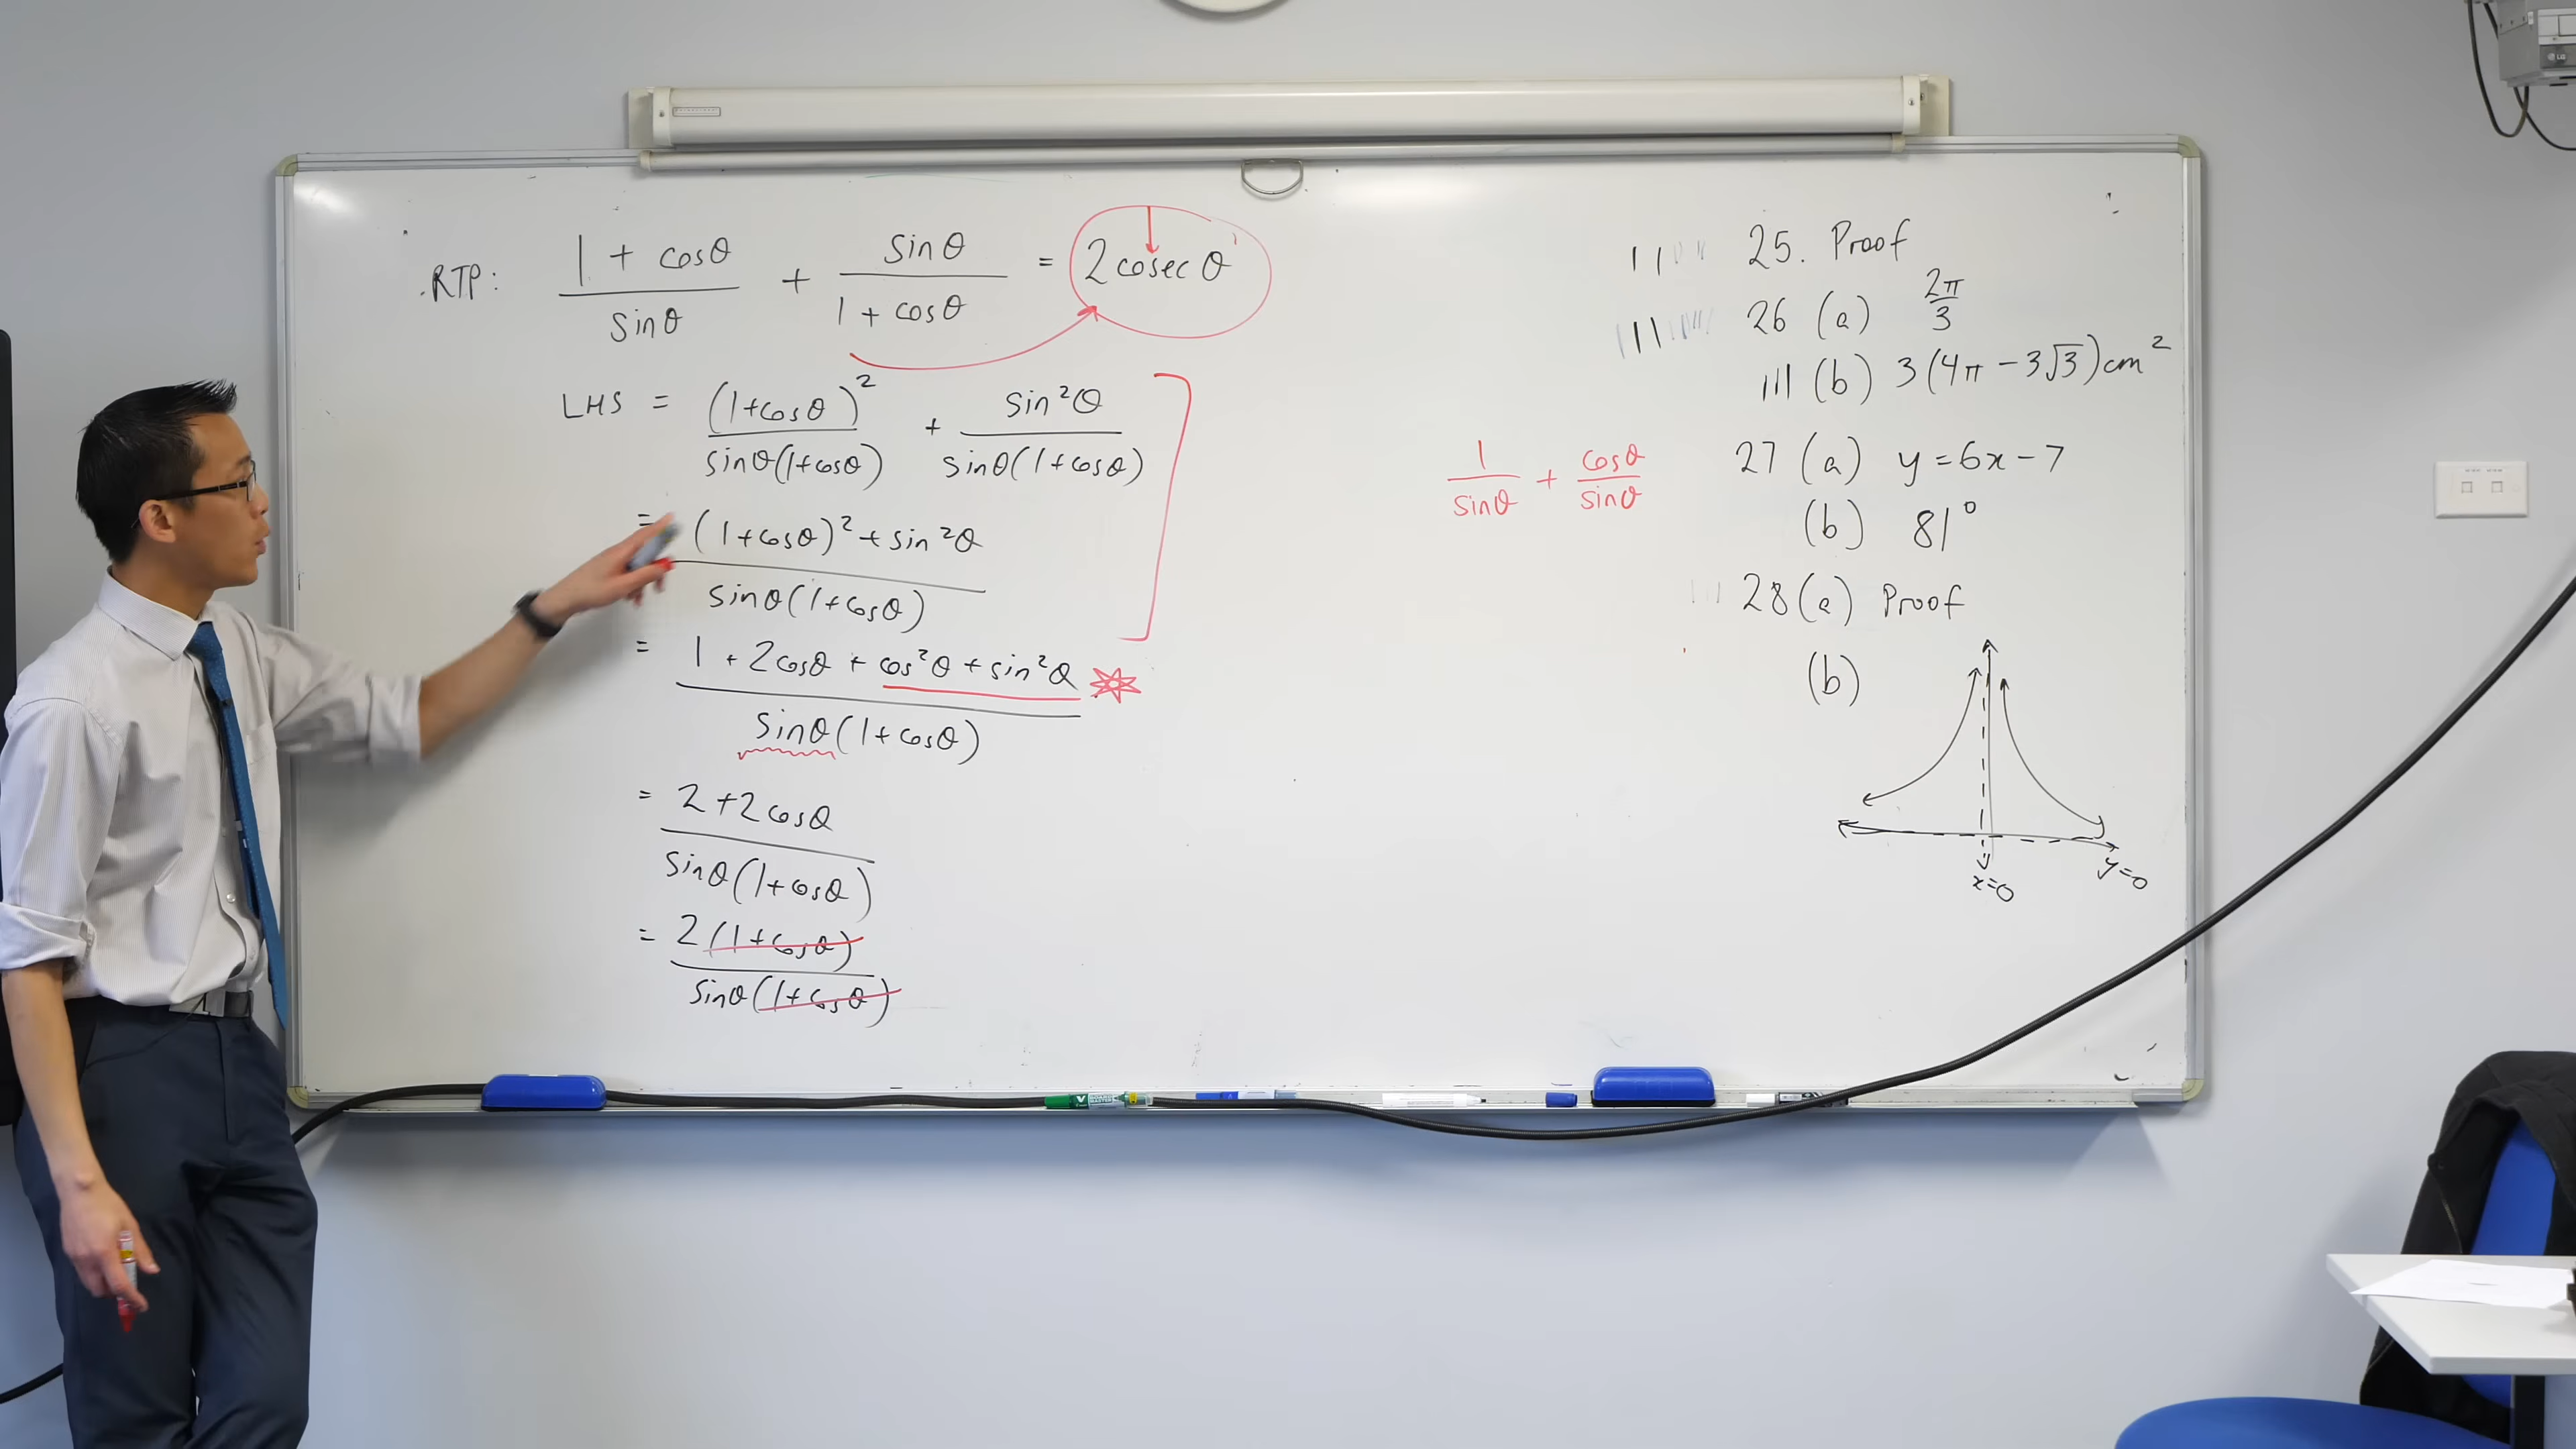 RTP: (1 + cosθ)/sinθ + sinθ/(1 + cosθ) = 2 cosec θ
LHS = (1+cosθ)²/(sinθ(1+cosθ)) + sin²θ/(sinθ(1+cosθ))
= ((1+cosθ)² + sin²θ)/(sinθ(1+cosθ))
= (1 + 2cosθ + cos²θ + sin²θ)/(sinθ(1+cosθ))
= (2+2cosθ)/(sinθ(1+cosθ))
= 2(1+cosθ)/(sinθ(1+cosθ))
1/sinθ + cosθ/sinθ
25. Proof
26 (a) 2π/3
(b) 3(4π − 3√3)cm²
27 (a) y = 6x − 7
(b) 81°
28 (a) Proof
(b)
x=0
y=0